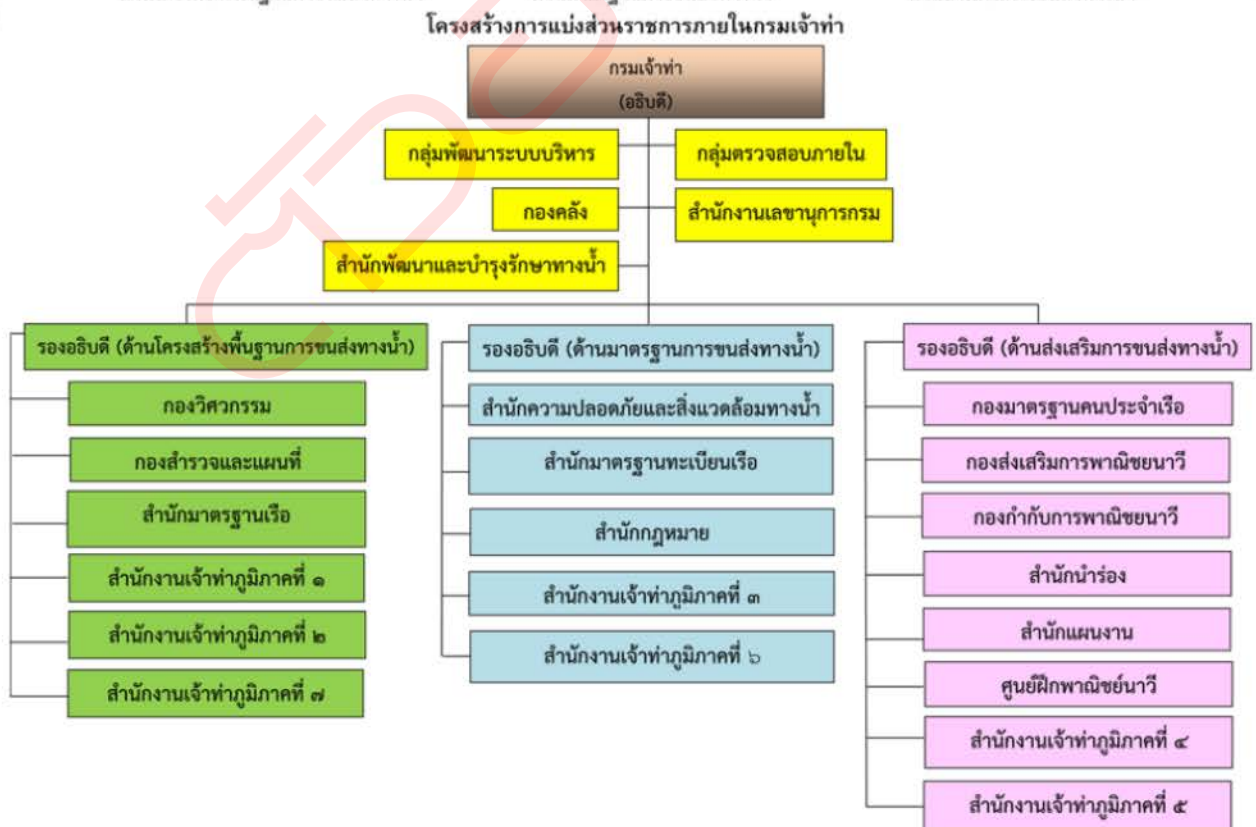 โครงสร้างการแบ่งส่วนราชการภายในกรมเจ้าท่า
กรมเจ้าท่า
(อธิบดี)
กลุ่มพัฒนาระบบบริหาร
กลุ่มตรวจสอบภายใน
กองคลัง
สำนักงานเลขานุการกรม
สำนักพัฒนาและบำรุงรักษาทางน้ำ
รองอธิบดี (ด้านโครงสร้างพื้นฐานการขนส่งทางน้ำ)
กองวิศวกรรม
กองสำรวจและแผนที่
สำนักมาตรฐานเรือ
สำนักงานเจ้าท่าภูมิภาคที่ ๑
สำนักงานเจ้าท่าภูมิภาคที่ ๒
สำนักงานเจ้าท่าภูมิภาคที่ ๗
รองอธิบดี (ด้านมาตรฐานการขนส่งทางน้ำ)
สำนักความปลอดภัยและสิ่งแวดล้อมทางน้ำ
สำนักมาตรฐานทะเบียนเรือ
สำนักกฎหมาย
สำนักงานเจ้าท่าภูมิภาคที่ ๓
สำนักงานเจ้าท่าภูมิภาคที่ ๖
รองอธิบดี (ด้านส่งเสริมการขนส่งทางน้ำ)
กองมาตรฐานคนประจำเรือ
กองส่งเสริมการพาณิชยนาวี
กองกำกับการพาณิชยนาวี
สำนักนำร่อง
สำนักแผนงาน
ศูนย์ฝึกพาณิชย์นาวี
สำนักงานเจ้าท่าภูมิภาคที่ ๔
สำนักงานเจ้าท่าภูมิภาคที่ ๕